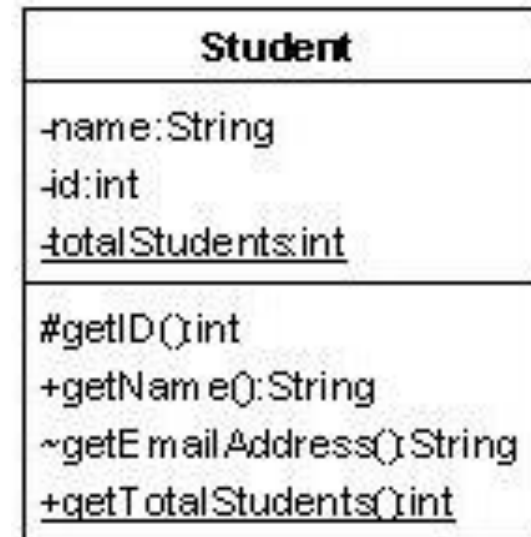 Student
-name:String
-id:int
-totalStudents:int
#getID():int
+getName():String
~getEmailAddress():String
+getTotalStudents():int